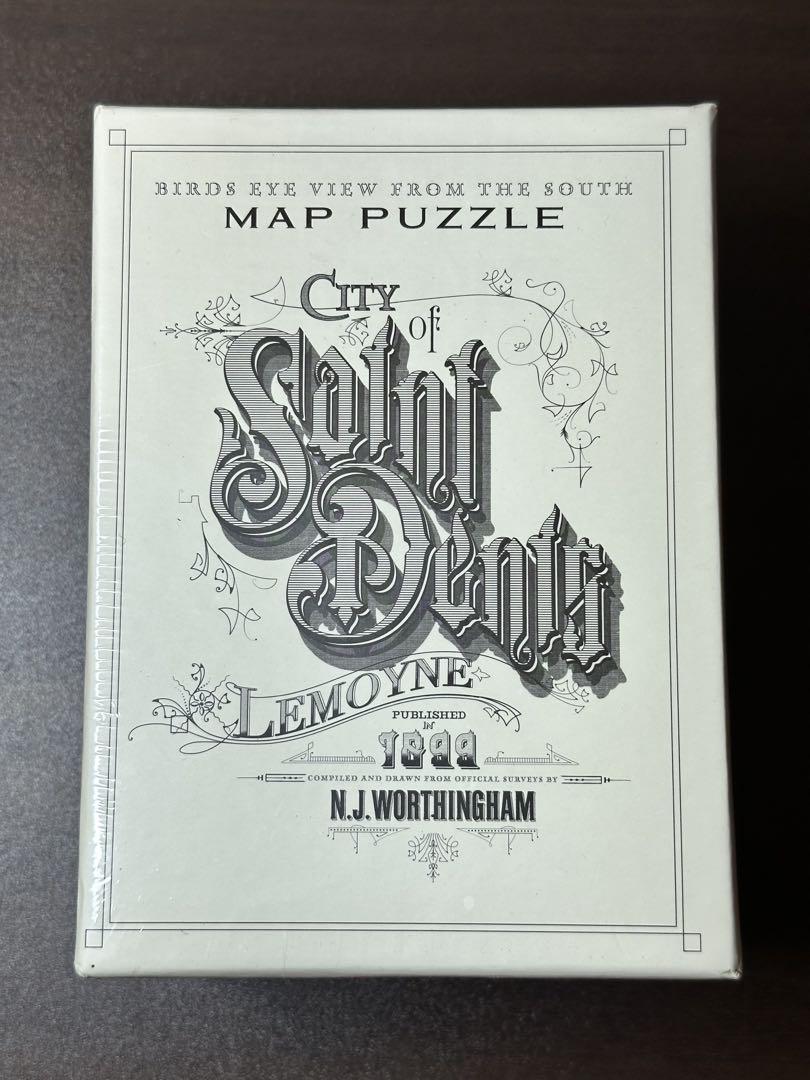 BIRDS EYE VIEW FROM THE SOUTH
MAP PUZZLE
CITY
of
Saint
Denis
LEMOYNE
PUBLISHED
IN
1899
COMPILED AND DRAWN FROM OFFICIAL SURVEYS BY
N.J. WORTHINGHAM